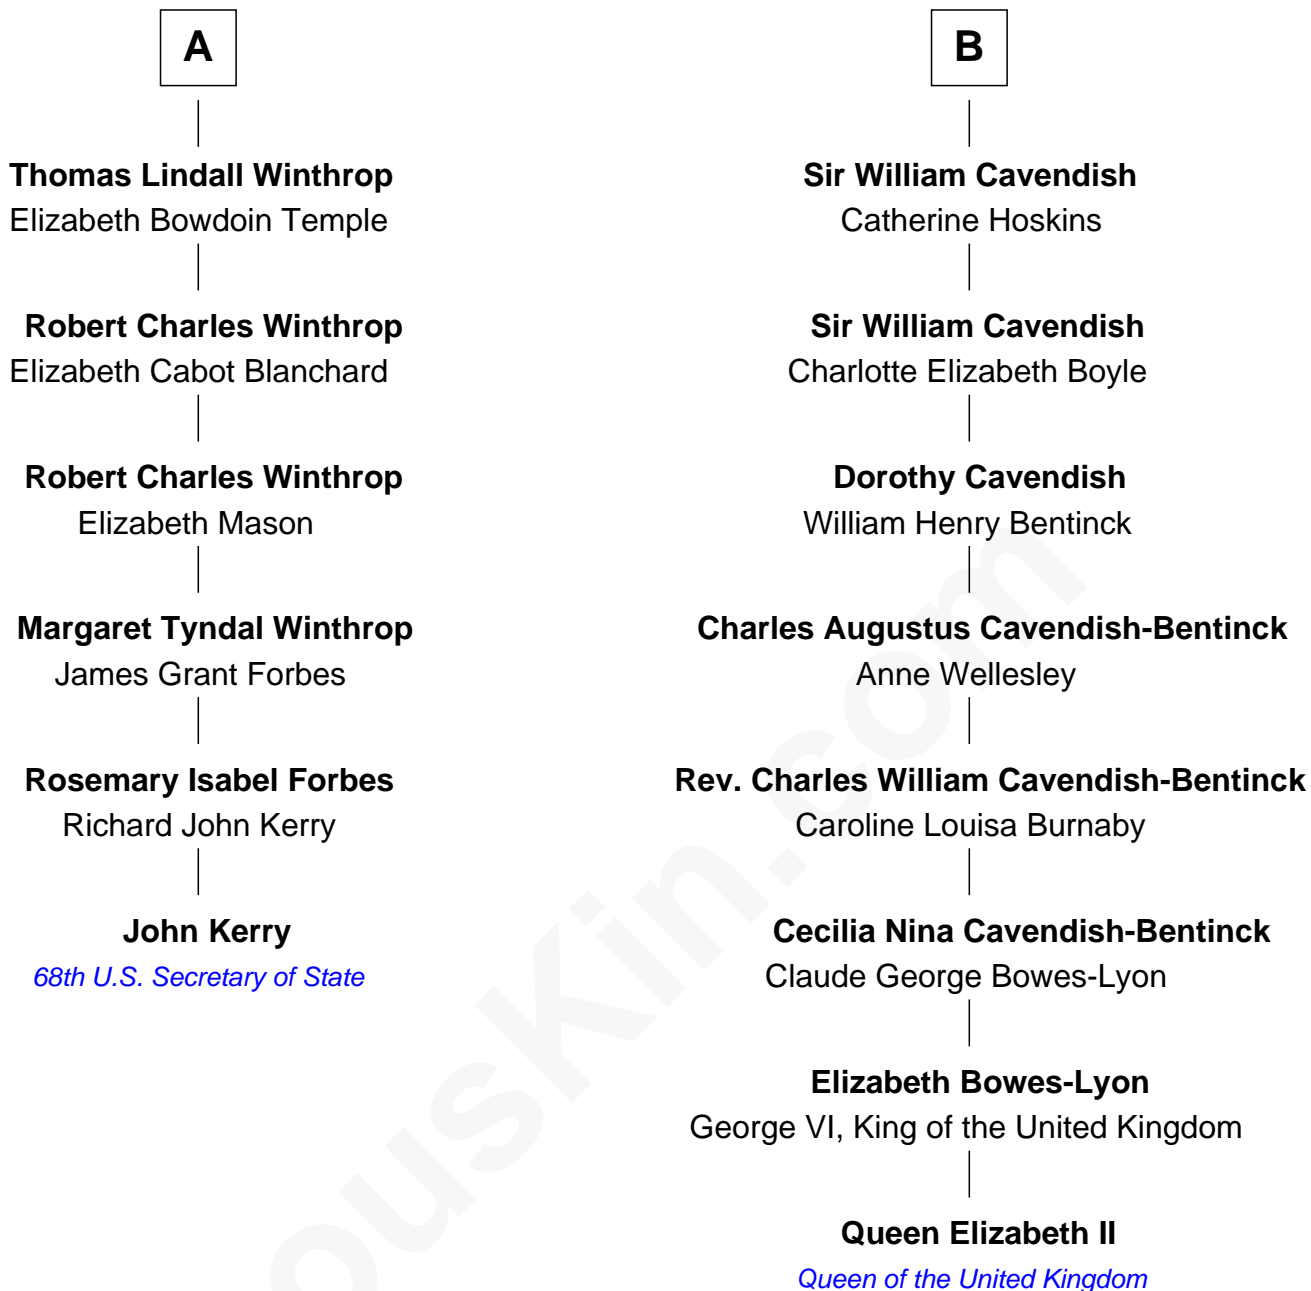 A
Thomas Lindall Winthrop
Elizabeth Bowdoin Temple
Robert Charles Winthrop
Elizabeth Cabot Blanchard
Robert Charles Winthrop
Elizabeth Mason
Margaret Tyndal Winthrop
James Grant Forbes
Rosemary Isabel Forbes
Richard John Kerry
John Kerry
68th U.S. Secretary of State
B
Sir William Cavendish
Catherine Hoskins
Sir William Cavendish
Charlotte Elizabeth Boyle
Dorothy Cavendish
William Henry Bentinck
Charles Augustus Cavendish-Bentinck
Anne Wellesley
Rev. Charles William Cavendish-Bentinck
Caroline Louisa Burnaby
Cecilia Nina Cavendish-Bentinck
Claude George Bowes-Lyon
Elizabeth Bowes-Lyon
George VI, King of the United Kingdom
Queen Elizabeth II
Queen of the United Kingdom
ousKin.com